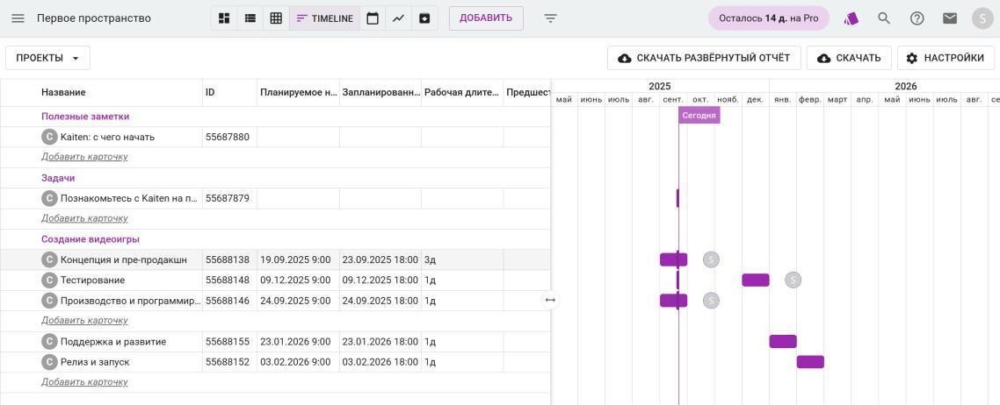 Первое пространство TIMELINE ДОБАВИТЬ Осталось 14 д. на Pro S
ПРОЕКТЫ СКАЧАТЬ РАЗВЁРНУТЫЙ ОТЧЁТ СКАЧАТЬ НАСТРОЙКИ
Название ID Планируемое н... Запланированн... Рабочая длите... Предшест
2025 2026
май июнь июль авг. сент. окт. нояб. дек. янв. февр. март апр. май июнь июль авг. се
Сегодня
Полезные заметки
C Kaiten: с чего начать 55687880
Добавить карточку
Задачи
C Познакомьтесь с Kaiten на п... 55687879
Добавить карточку
Создание видеоигры
C Концепция и пре-продакшн 55688138 19.09.2025 9:00 23.09.2025 18:00 3д S
C Тестирование 55688148 09.12.2025 9:00 09.12.2025 18:00 1д S
C Производство и программир... 55688146 24.09.2025 9:00 24.09.2025 18:00 1д S
Добавить карточку
C Поддержка и развитие 55688155 23.01.2026 9:00 23.01.2026 18:00 1д
C Релиз и запуск 55688152 03.02.2026 9:00 03.02.2026 18:00 1д
Добавить карточку